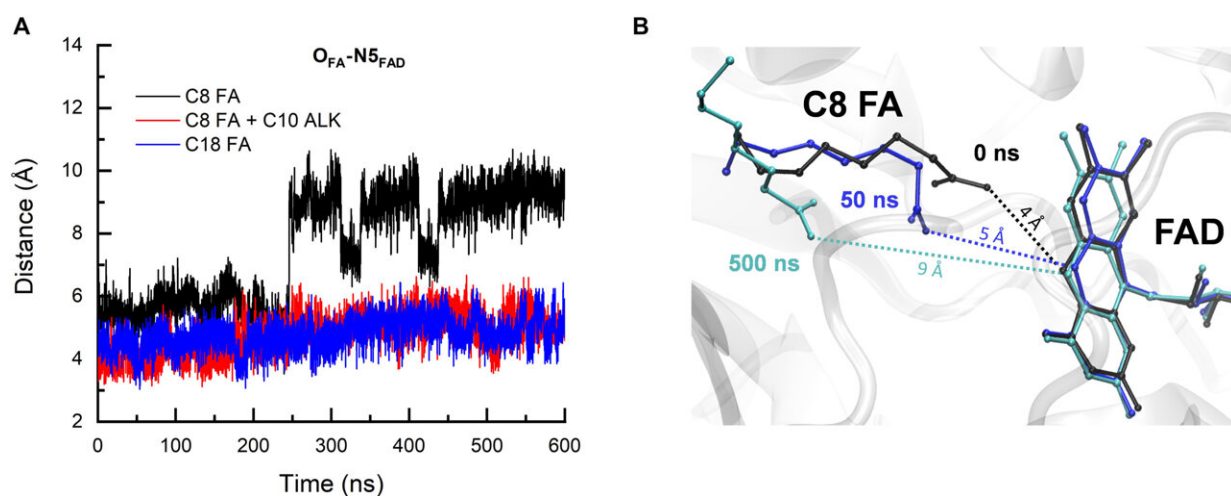 A
O_FA-N5_FAD
C8 FA
C8 FA + C10 ALK
C18 FA
14
12
10
8
6
4
2
Distance (Å)
0
100
200
300
400
500
600
Time (ns)
B
C8 FA
0 ns
50 ns
4 Å
5 Å
FAD
500 ns
9 Å